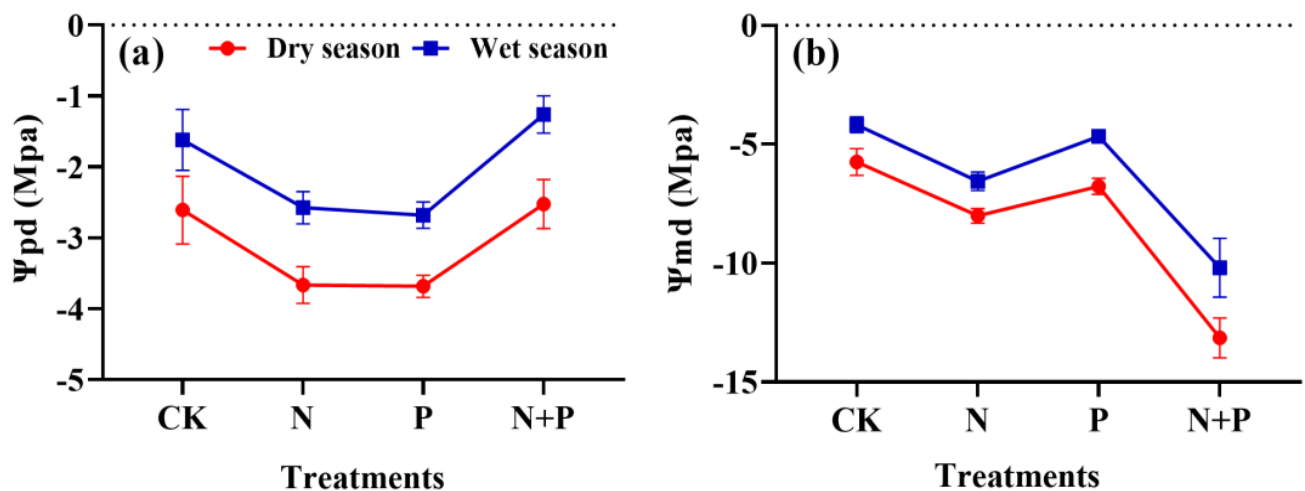 (a)
Dry season
Wet season
0
-1
-2
-3
-4
-5
Ψpd (Mpa)
CK N P N+P
Treatments
(b)
0
-5
-10
-15
Ψmd (Mpa)
CK N P N+P
Treatments